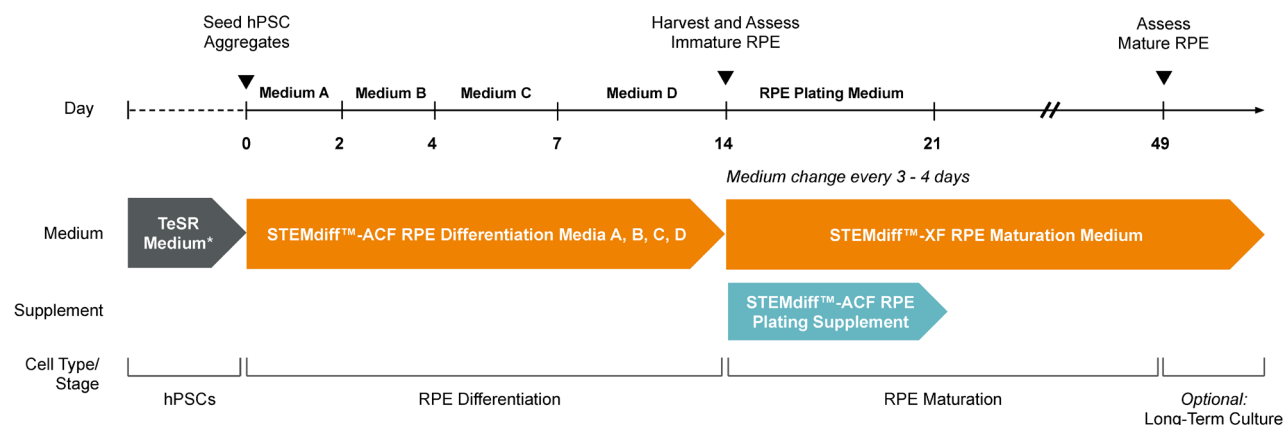 Seed hPSC
Aggregates
Harvest and Assess
Immature RPE
Assess
Mature RPE
Day
Medium A
Medium B
Medium C
Medium D
RPE Plating Medium
0
2
4
7
14
21
49
Medium change every 3 - 4 days
Medium
TeSR
Medium*
STEMdiff™-ACF RPE Differentiation Media A, B, C, D
STEMdiff™-XF RPE Maturation Medium
Supplement
STEMdiff™-ACF RPE
Plating Supplement
Cell Type/
Stage
hPSCs
RPE Differentiation
RPE Maturation
Optional:
Long-Term Culture